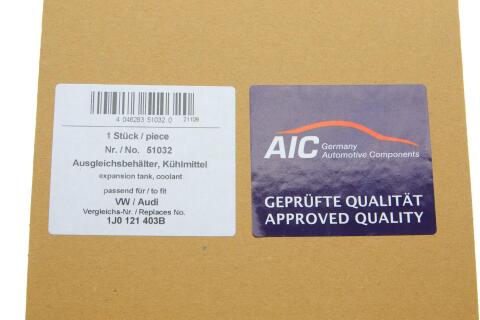 4 046283 51032 0
21109
1 Stück / piece
Nr. / No. 51032
Ausgleichsbehälter, Kühlmittel
expansion tank, coolant
passend für / to fit
VW / Audi
Vergleichs-Nr. / Replaces No.
1J0 121 403B
AIC Germany
Automotive Components
GEPRÜFTE QUALITÄT
APPROVED QUALITY